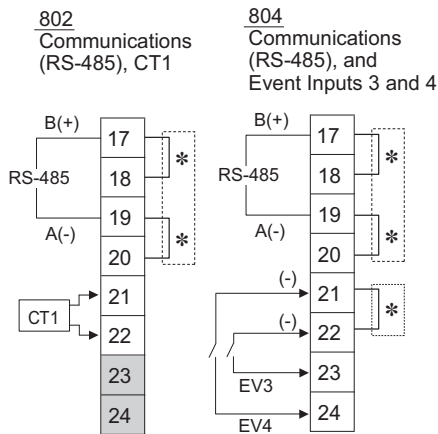 802
Communications
(RS-485), CT1
B(+)
RS-485
A(-)
CT1
17
18
19
20
21
22
23
24
*
*
804
Communications
(RS-485), and
Event Inputs 3 and 4
B(+)
RS-485
A(-)
(-)
(-)
EV3
EV4
17
18
19
20
21
22
23
24
*
*
*